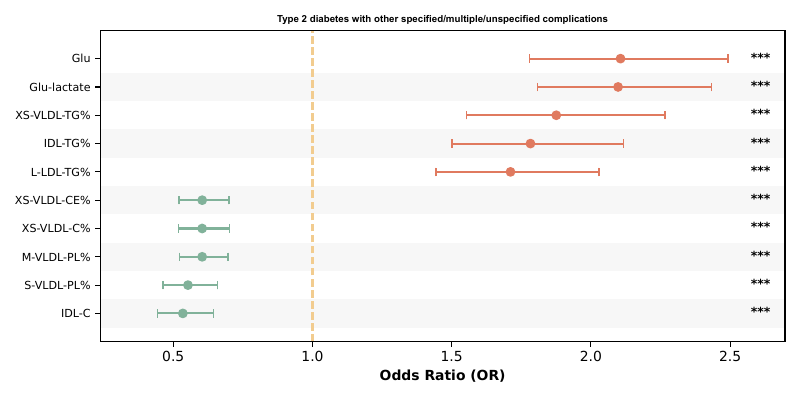 Type 2 diabetes with other specified/multiple/unspecified complications
Glu ***
Glu-lactate ***
XS-VLDL-TG% ***
IDL-TG% ***
L-LDL-TG% ***
XS-VLDL-CE% ***
XS-VLDL-C% ***
M-VLDL-PL% ***
S-VLDL-PL% ***
IDL-C ***
0.5 1.0 1.5 2.0 2.5
Odds Ratio (OR)